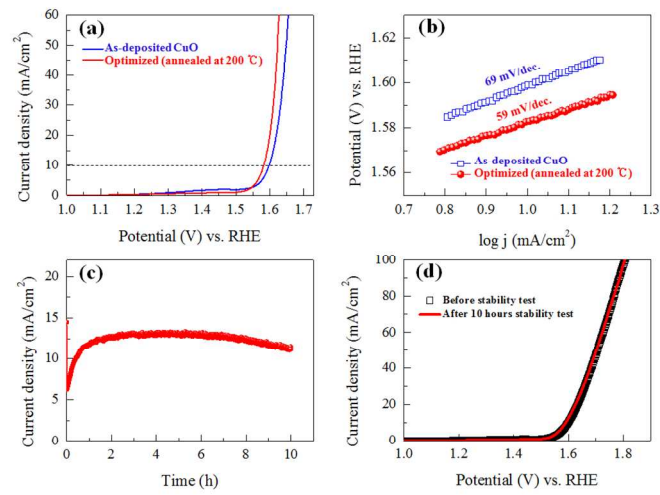 (a)
As-deposited CuO
Optimized (annealed at 200 ℃)
Current density (mA/cm2)
60
50
40
30
20
10
0
1.0 1.1 1.2 1.3 1.4 1.5 1.6 1.7
Potential (V) vs. RHE
(b)
69 mV/dec.
59 mV/dec.
As-deposited CuO
Optimized (annealed at 200 ℃)
Potential (V) vs. RHE
1.62
1.60
1.58
1.56
0.7 0.8 0.9 1.0 1.1 1.2 1.3
log j (mA/cm2)
(c)
Current density (mA/cm2)
25
20
15
10
5
0
0 2 4 6 8 10
Time (h)
(d)
Before stability test
After 10 hours stability test
Current density (mA/cm2)
100
80
60
40
20
0
1.0 1.2 1.4 1.6 1.8
Potential (V) vs. RHE